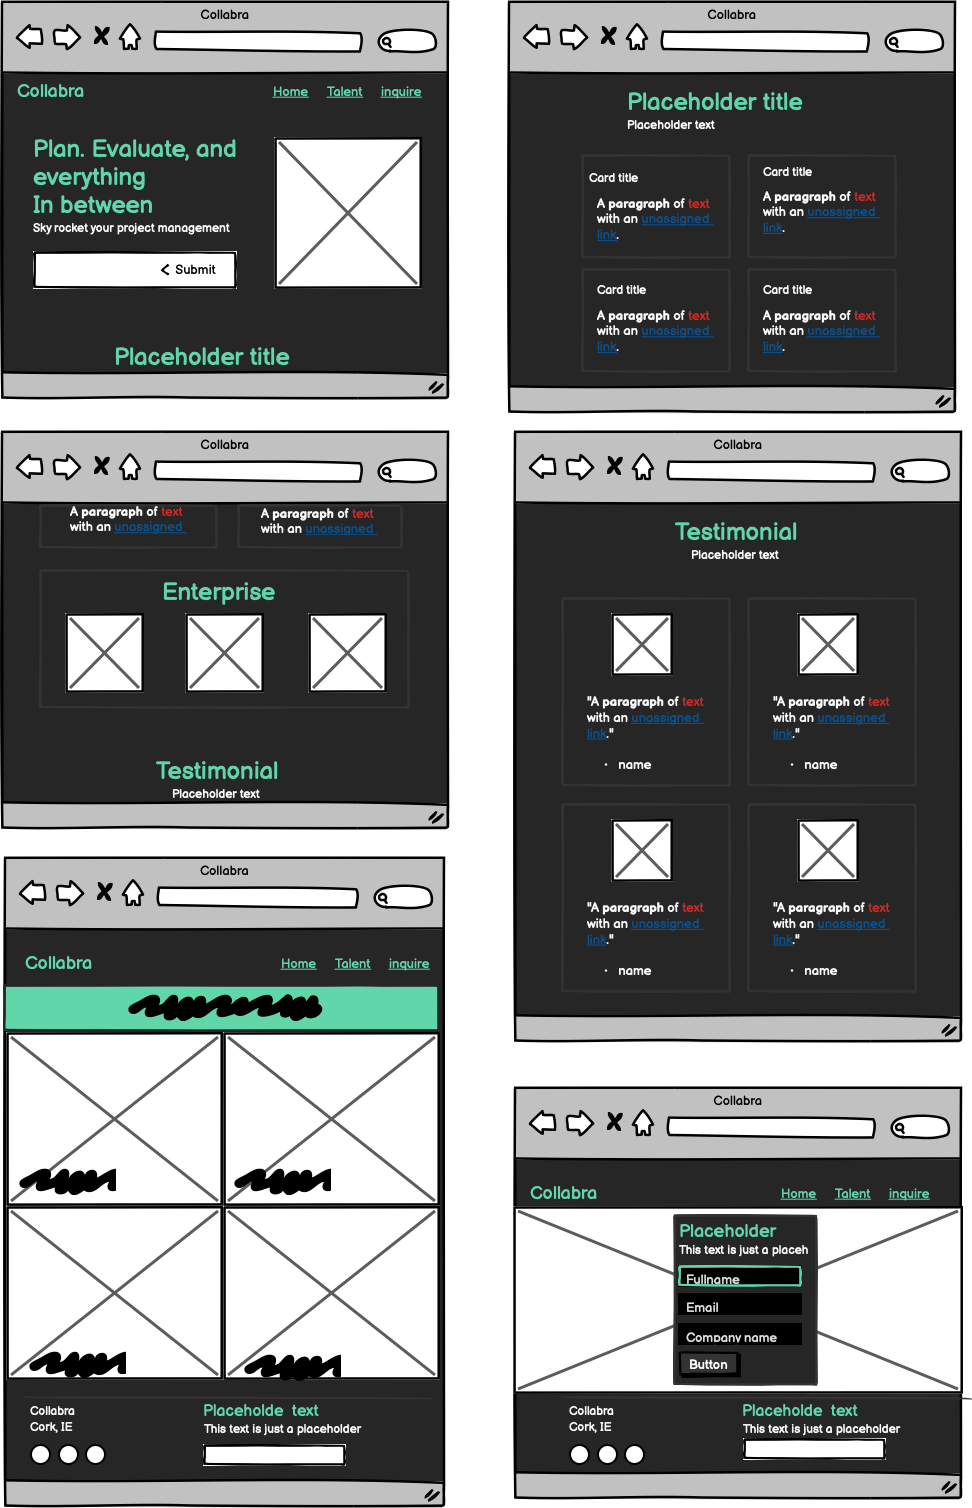 Collabra
Collabra
Home Talent inquire
Plan. Evaluate, and
everything
In between
Sky rocket your project management
< Submit
Placeholder title
Collabra
Placeholder title
Placeholder text
Card title
A paragraph of text
with an unassigned
link.
Card title
A paragraph of text
with an unassigned
link.
Card title
A paragraph of text
with an unassigned
link.
Card title
A paragraph of text
with an unassigned
link.
Collabra
A paragraph of text
with an unassigned
A paragraph of text
with an unassigned
Enterprise
Testimonial
Placeholder text
Collabra
Testimonial
Placeholder text
"A paragraph of text
with an unassigned
link."
• name
"A paragraph of text
with an unassigned
link."
• name
"A paragraph of text
with an unassigned
link."
• name
"A paragraph of text
with an unassigned
link."
• name
Collabra
Collabra
Home Talent inquire
Collabra
Cork, IE
Placeholde text
This text is just a placeholder
Collabra
Collabra
Home Talent inquire
Placeholder
This text is just a placeh
Fullname
Email
Company name
Button
Collabra
Cork, IE
Placeholde text
This text is just a placeholder